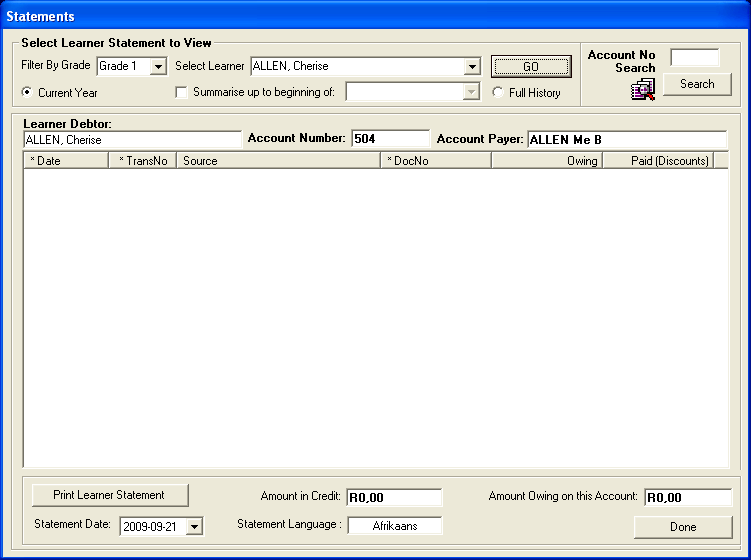 Statements
Select Learner Statement to View
Filter By Grade Grade 1 Select Learner ALLEN, Cherise GO
Account No Search
Search
Current Year Summarise up to beginning of: Full History
Learner Debtor:
ALLEN, Cherise Account Number: 504 Account Payer: ALLEN Me B
* Date * TransNo Source * DocNo Owing Paid (Discounts)
Print Learner Statement Amount in Credit: R0,00 Amount Owing on this Account: R0,00
Statement Date: 2009-09-21 Statement Language : Afrikaans Done